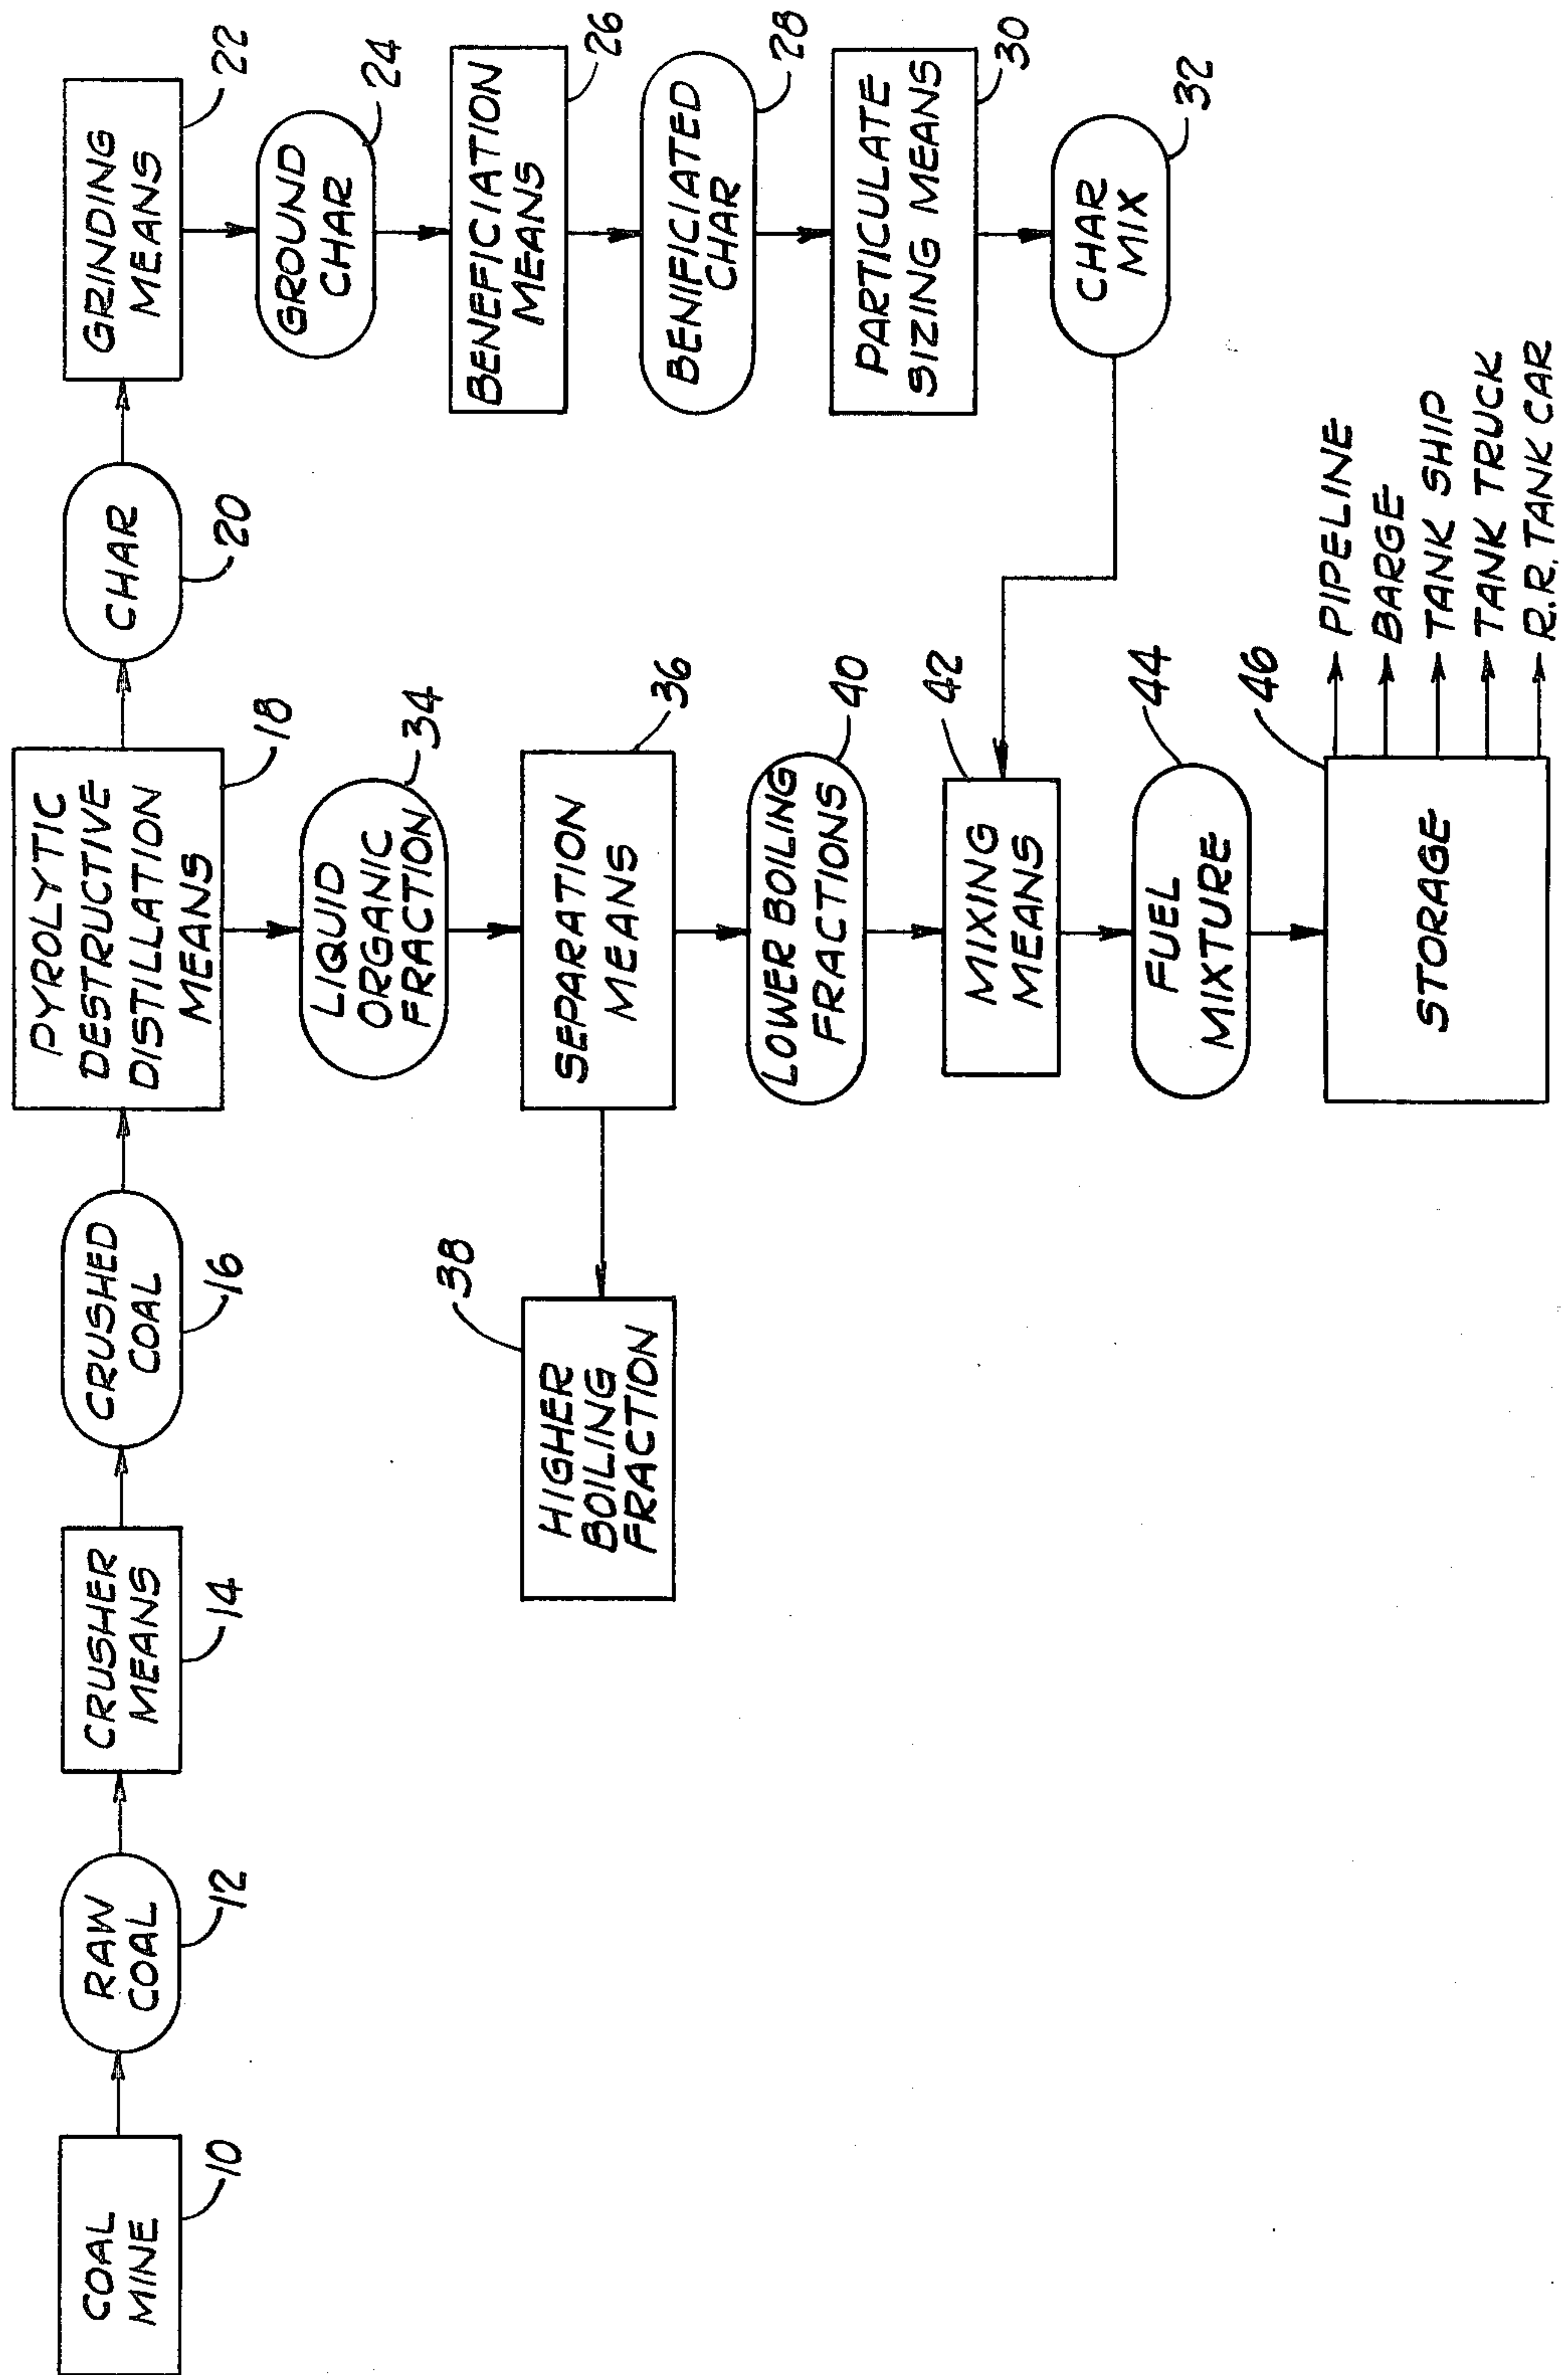 COAL
MINE
10
RAW
COAL
12
CRUSHER
MEANS
14
CRUSHED
COAL
16
PYROLYTIC
DESTRUCTIVE
DISTILLATION
MEANS
18
CHAR
20
GRINDING
MEANS
22
GROUND
CHAR
24
BENEFICIATION
MEANS
26
BENIFICIATED
CHAR
28
PARTICULATE
SIZING MEANS
30
CHAR
MIX
32
LIQUID
ORGANIC
FRACTION
34
SEPARATION
MEANS
36
HIGHER
BOILING
FRACTION
38
LOWER BOILING
FRACTIONS
40
MIXING
MEANS
42
FUEL
MIXTURE
44
STORAGE
46
PIPELINE
BARGE
TANK SHIP
TANK TRUCK
R.R. TANK CAR